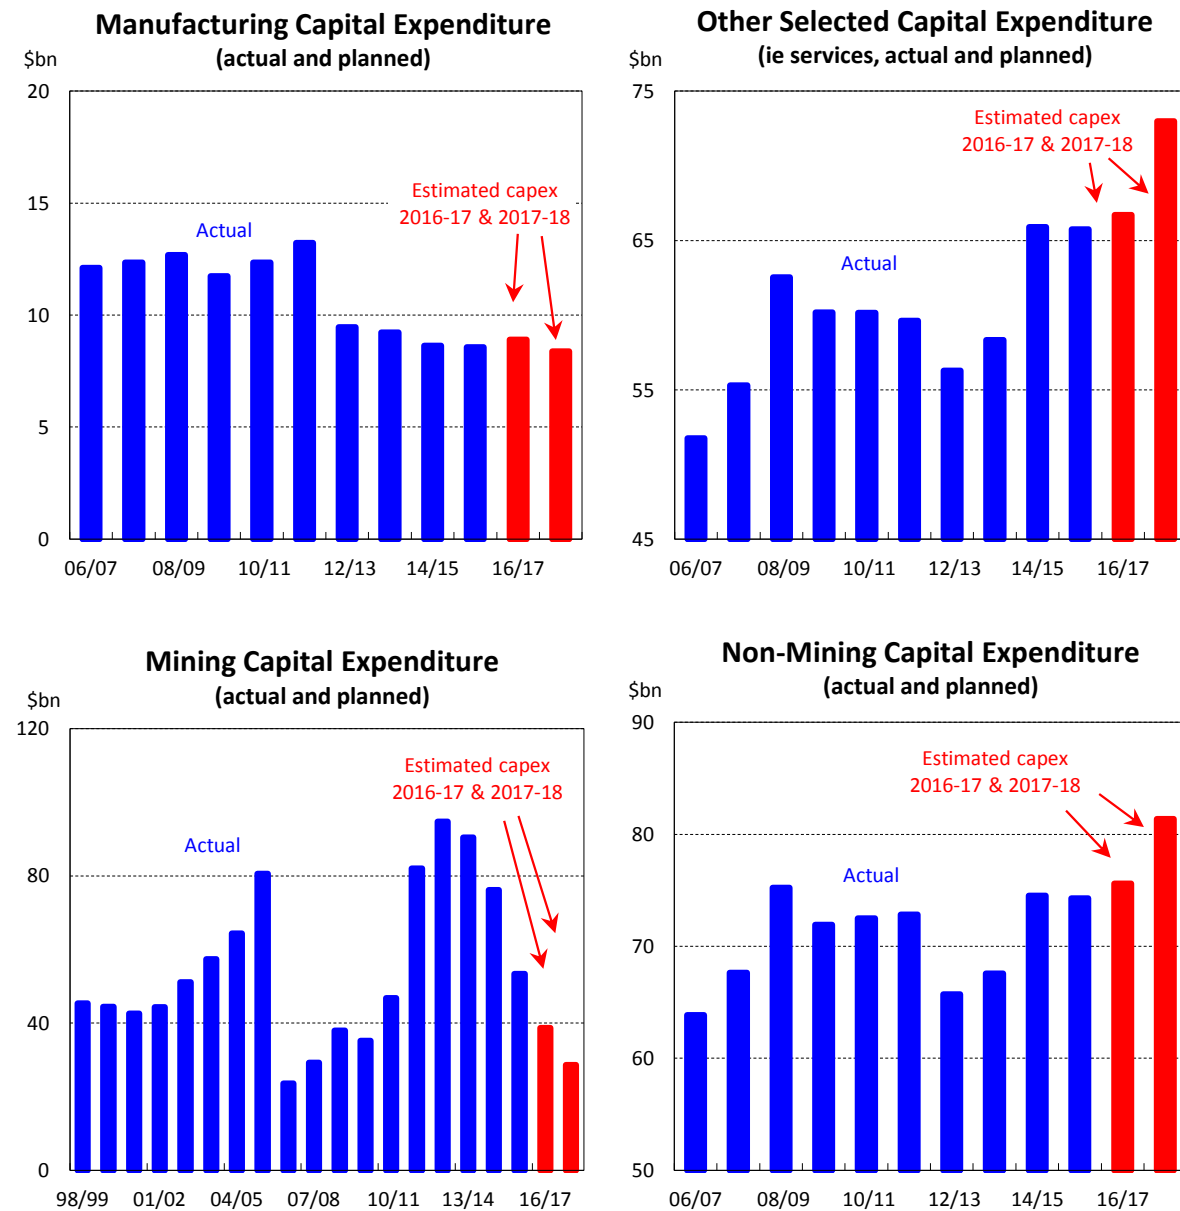 Manufacturing Capital Expenditure
(actual and planned)
$bn
20
15
10
5
0
Actual
Estimated capex
2016-17 & 2017-18
06/07 08/09 10/11 12/13 14/15 16/17
Other Selected Capital Expenditure
(ie services, actual and planned)
$bn
75
65
55
45
Actual
Estimated capex
2016-17 & 2017-18
06/07 08/09 10/11 12/13 14/15 16/17
Mining Capital Expenditure
(actual and planned)
$bn
120
80
40
0
Actual
Estimated capex
2016-17 & 2017-18
98/99 01/02 04/05 07/08 10/11 13/14 16/17
Non-Mining Capital Expenditure
(actual and planned)
$bn
90
80
70
60
50
Actual
Estimated capex
2016-17 & 2017-18
06/07 08/09 10/11 12/13 14/15 16/17